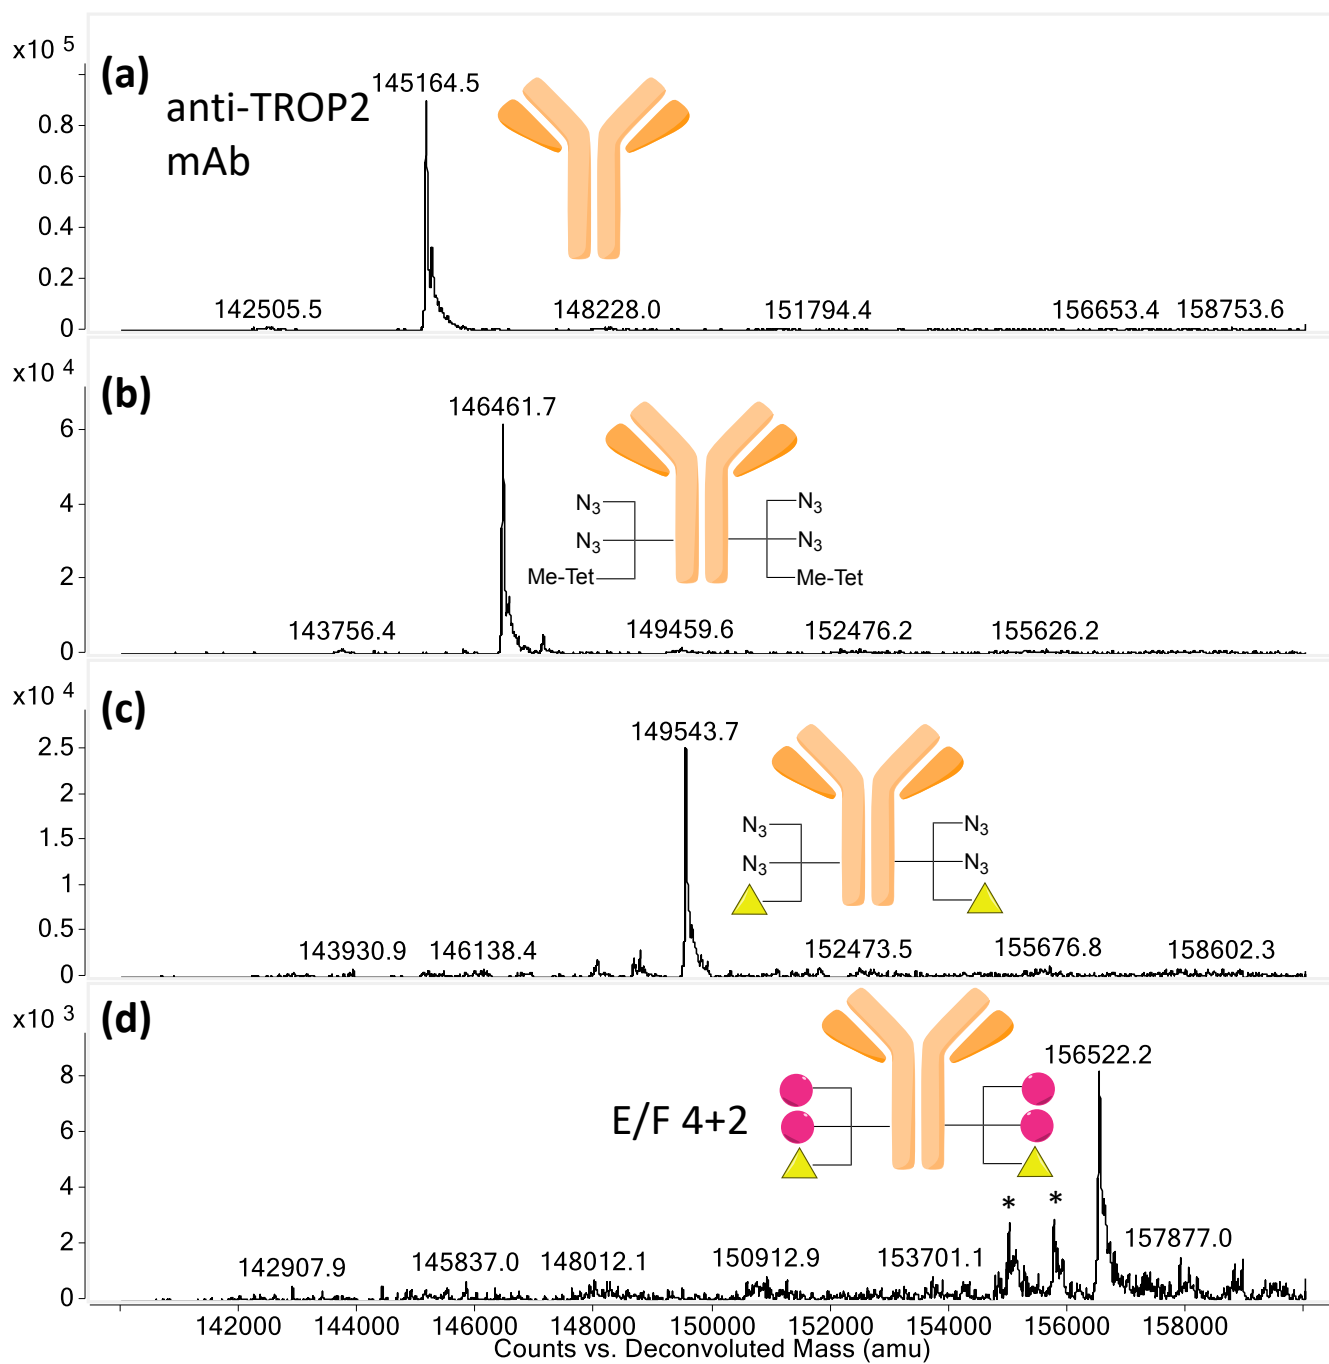 x10 5
(a)
145164.5
anti-TROP2
mAb
0.8
0.6
0.4
0.2
0
142505.5 148228.0 151794.4 156653.4 158753.6
x10 4
(b)
146461.7
6
4
2
0
N3 N3
N3 N3
Me-Tet Me-Tet
143756.4 149459.6 152476.2 155626.2
x10 4
(c)
149543.7
2.5
2
1.5
1
0.5
0
N3 N3
N3 N3
143930.9 146138.4 152473.5 155676.8 158602.3
x10 3
(d)
156522.2
8
6
4
2
0
E/F 4+2
* *
142907.9 145837.0 148012.1 150912.9 153701.1 157877.0
142000 144000 146000 148000 150000 152000 154000 156000 158000
Counts vs. Deconvoluted Mass (amu)